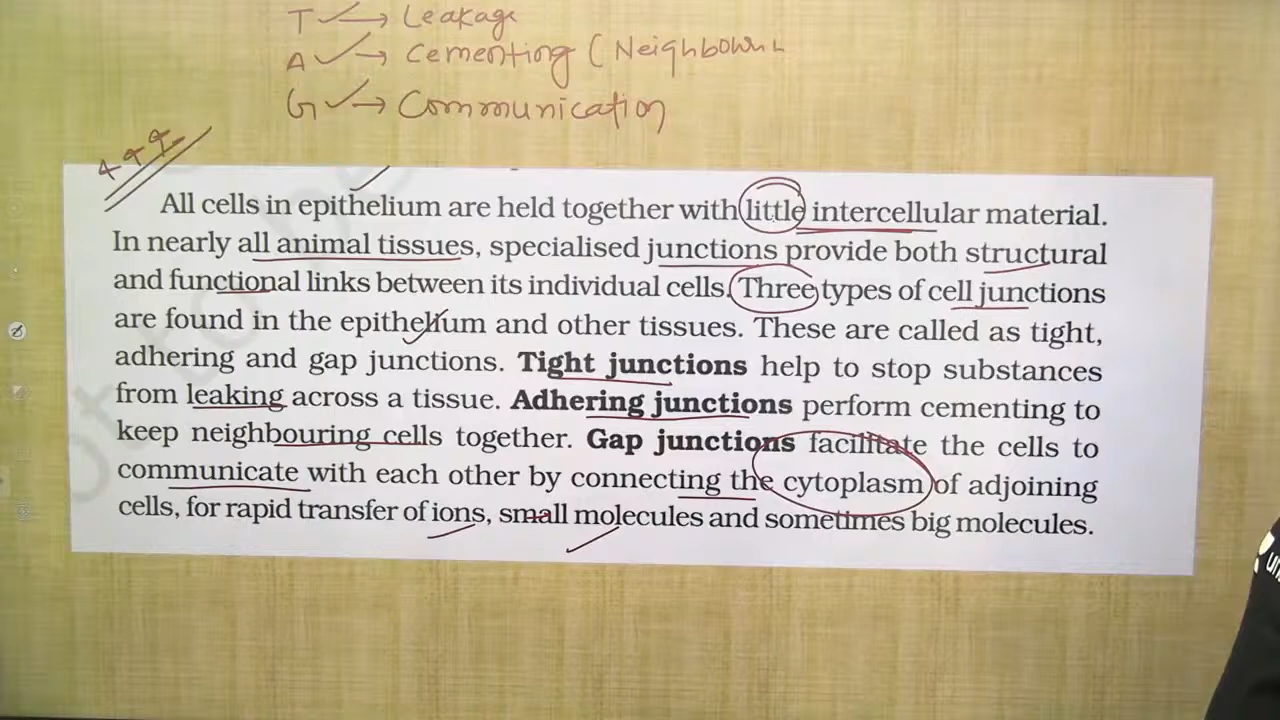 T → Leakage
A → Cementing (Neighbour
G → Communication
All cells in epithelium are held together with little intercellular material.
In nearly all animal tissues, specialised junctions provide both structural
and functional links between its individual cells. Three types of cell junctions
are found in the epithelium and other tissues. These are called as tight,
adhering and gap junctions. Tight junctions help to stop substances
from leaking across a tissue. Adhering junctions perform cementing to
keep neighbouring cells together. Gap junctions facilitate the cells to
communicate with each other by connecting the cytoplasm of adjoining
cells, for rapid transfer of ions, small molecules and sometimes big molecules.